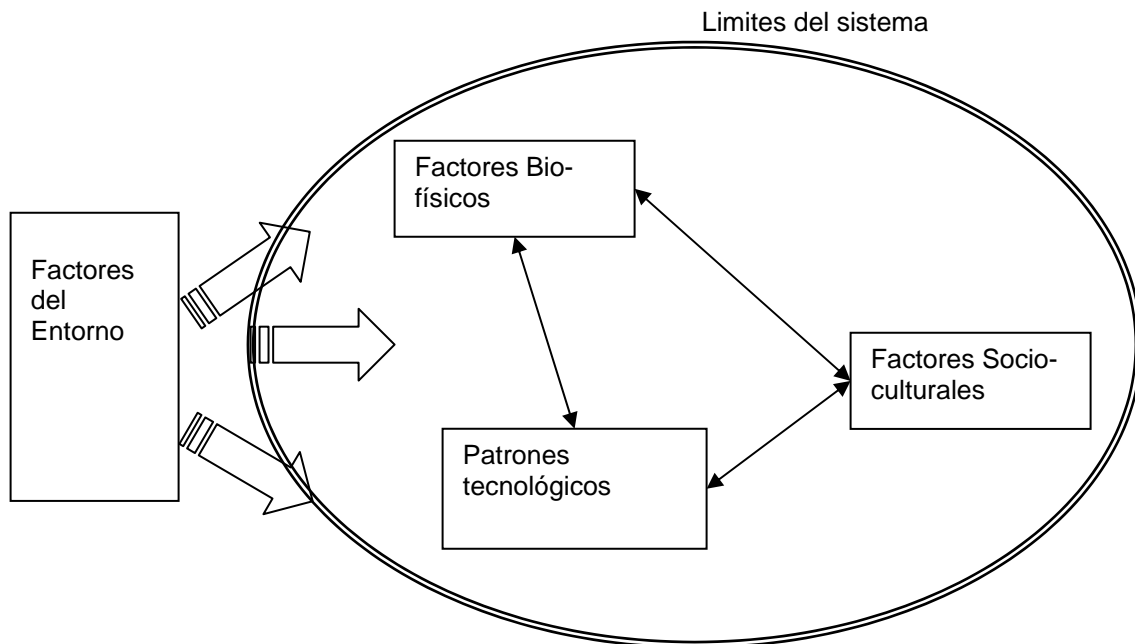 Limites del sistema
Factores Bio-
físicos
Factores
del
Entorno
Factores Socio-
culturales
Patrones
tecnológicos